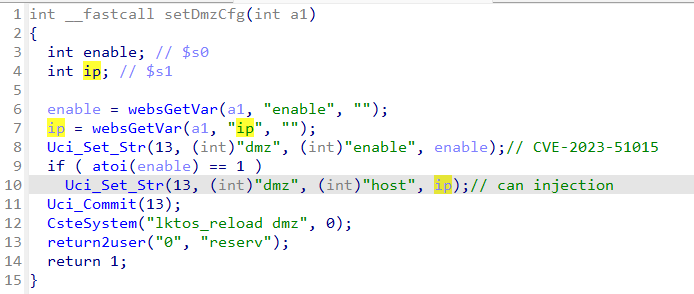 1 int __fastcall setDmzCfg(int a1)
2 {
3 int enable; // $s0
4 int ip; // $s1
5
6 enable = websGetVar(a1, "enable", "");
7 ip = websGetVar(a1, "ip", "");
8 Uci_Set_Str(13, (int)"dmz", (int)"enable", enable);// CVE-2023-51015
9 if ( atoi(enable) == 1 )
10 Uci_Set_Str(13, (int)"dmz", (int)"host", ip);// can injection
11 Uci_Commit(13);
12 CsteSystem("lktos_reload dmz", 0);
13 return2user("0", "reserv");
14 return 1;
15 }